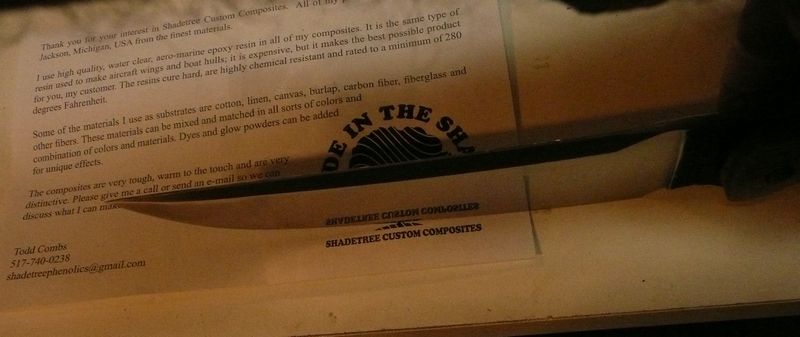 Thank you for your interest in Shadetree Custom Composites. All of my
Jackson, Michigan, USA from the finest materials.
I use high quality, water clear, aero-marine epoxy resin in all of my composites. It is the same type of
resin used to make aircraft wings and boat hulls; it is expensive, but it makes the best possible product
for you, my customer. The resins cure hard, are highly chemical resistant and rated to a minimum of 280
degrees Fahrenheit.
Some of the materials I use as substrates are cotton, linen, canvas, burlap, carbon fiber, fiberglass and
other fibers. These materials can be mixed and matched in all sorts of colors and
combination of colors and materials. Dyes and glow powders can be added
for unique effects.
The composites are very tough, warm to the touch and are very
distinctive. Please give me a call or send an e-mail so we can
discuss what I can make
Todd Combs
517-740-0238
shadetreephenolics@gmail.com
DE IN THE SHA
SHADETREE CUSTOM COMPOSITES
SHADETREE CUSTOM COMPOSITES